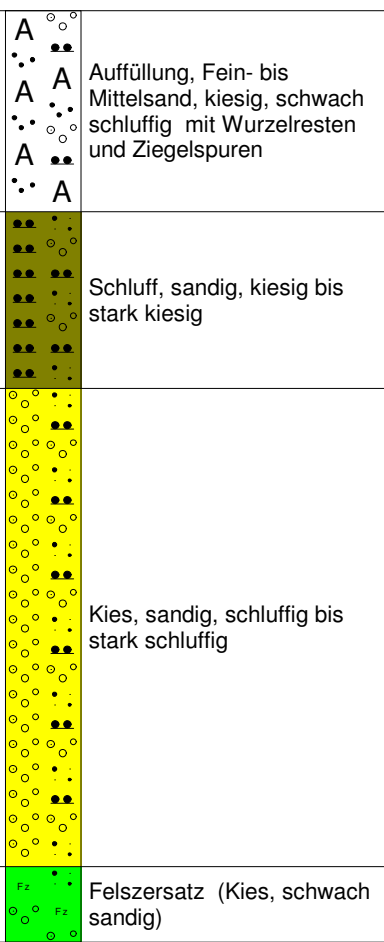 A
A
A
A
A
Auffüllung, Fein- bis
Mittelsand, kiesig, schwach
schluffig mit Wurzelresten
und Ziegelspuren
Schluff, sandig, kiesig bis
stark kiesig
Kies, sandig, schluffig bis
stark schluffig
Fz
Fz
Felszersatz (Kies, schwach
sandig)